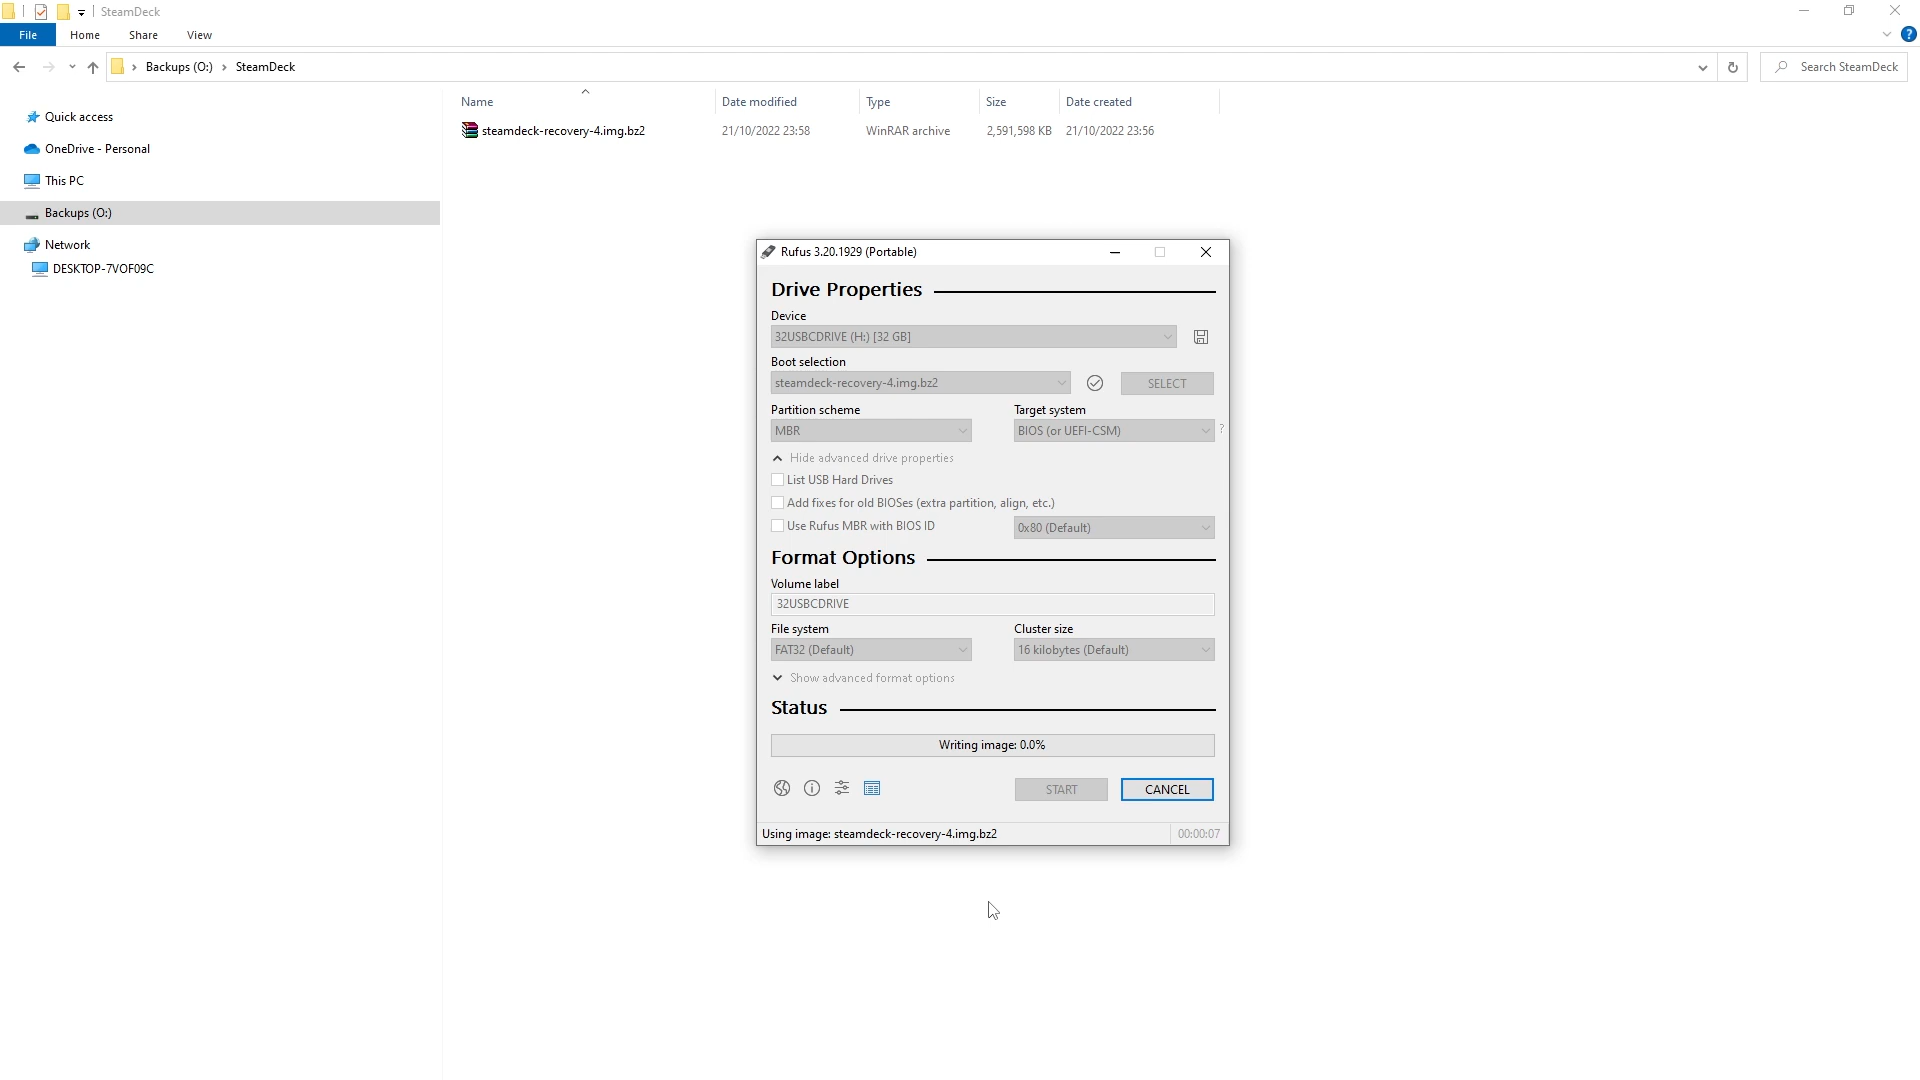 SteamDeck
File Home Share View
Backups (O:) SteamDeck
Search SteamDeck
Quick access
OneDrive - Personal
This PC
Backups (O:)
Network
DESKTOP-7VOF09C
Name Date modified Type Size Date created
steamdeck-recovery-4.img.bz2 21/10/2022 23:58 WinRAR archive 2,591,598 KB 21/10/2022 23:56
Rufus 3.20.1929 (Portable)
Drive Properties
Device
32USBCDRIVE (H:) [32 GB]
Boot selection
steamdeck-recovery-4.img.bz2 SELECT
Partition scheme Target system
MBR BIOS (or UEFI-CSM) ?
Hide advanced drive properties
List USB Hard Drives
Add fixes for old BIOSes (extra partition, align, etc.)
Use Rufus MBR with BIOS ID 0x80 (Default)
Format Options
Volume label
32USBCDRIVE
File system Cluster size
FAT32 (Default) 16 kilobytes (Default)
Show advanced format options
Status
Writing image: 0.0%
START CANCEL
Using image: steamdeck-recovery-4.img.bz2 00:00:07